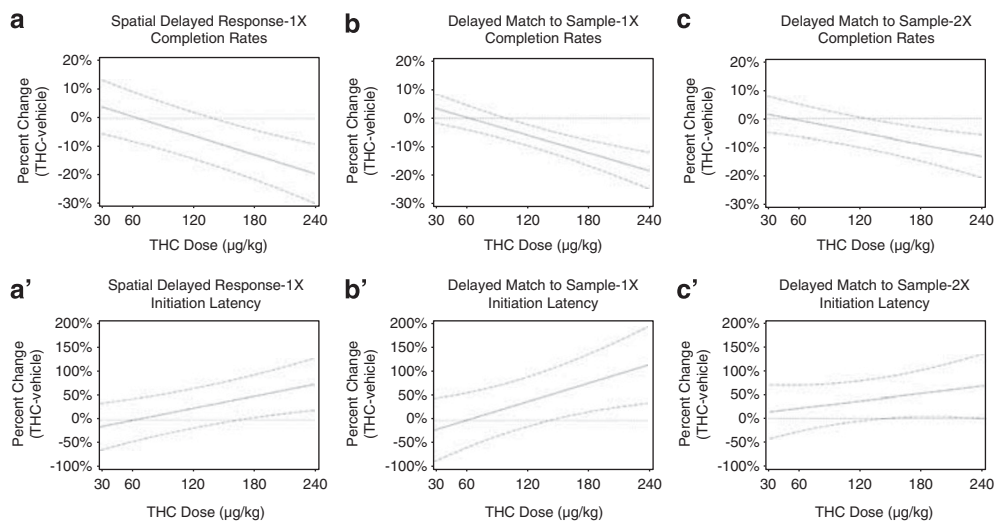 a
Spatial Delayed Response-1X
Completion Rates
Percent Change
(THC-vehicle)
20%
10%
0%
-10%
-20%
-30%
30 60 120 180 240
THC Dose (µg/kg)
b
Delayed Match to Sample-1X
Completion Rates
Percent Change
(THC-vehicle)
20%
10%
0%
-10%
-20%
-30%
30 60 120 180 240
THC Dose (µg/kg)
c
Delayed Match to Sample-2X
Completion Rates
Percent Change
(THC-vehicle)
20%
10%
0%
-10%
-20%
-30%
30 60 120 180 240
THC Dose (µg/kg)
a’
Spatial Delayed Response-1X
Initiation Latency
Percent Change
(THC-vehicle)
200%
150%
100%
50%
0%
-50%
-100%
30 60 120 180 240
THC Dose (µg/kg)
b’
Delayed Match to Sample-1X
Initiation Latency
Percent Change
(THC-vehicle)
200%
150%
100%
50%
0%
-50%
-100%
30 60 120 180 240
THC Dose (µg/kg)
c’
Delayed Match to Sample-2X
Initiation Latency
Percent Change
(THC-vehicle)
200%
150%
100%
50%
0%
-50%
-100%
30 60 120 180 240
THC Dose (µg/kg)